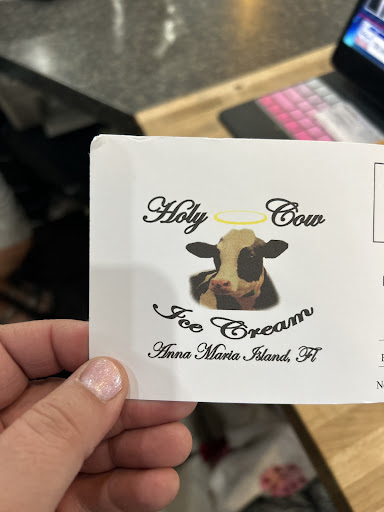 Holy Cow
Ice Cream
Anna Maria Island, Fl